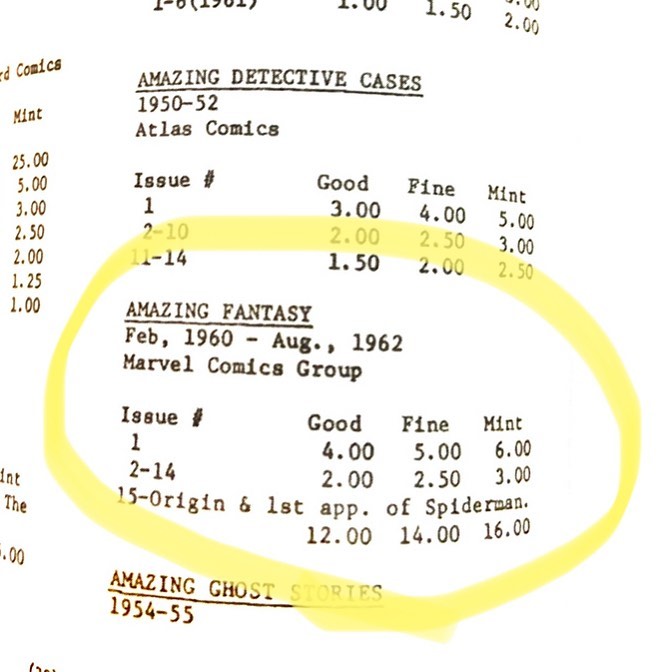 1-6(1961) 1.00 1.50 2.00
rd Comics
Mint
25.00
5.00
3.00
2.50
2.00
1.25
1.00
int
The
.00
AMAZING DETECTIVE CASES
1950-52
Atlas Comics
Issue # Good Fine Mint
1 3.00 4.00 5.00
2-10 2.00 2.50 3.00
11-14 1.50 2.00 2.50
AMAZING FANTASY
Feb, 1960 - Aug., 1962
Marvel Comics Group
Issue # Good Fine Mint
1 4.00 5.00 6.00
2-14 2.00 2.50 3.00
15-Origin & 1st app. of Spiderman.
12.00 14.00 16.00
AMAZING GHOST STORIES
1954-55